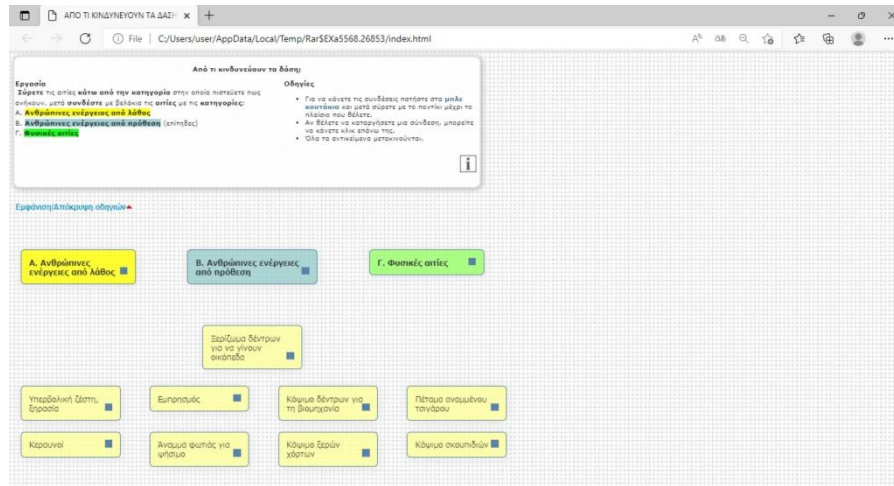 ΑΠΟ ΤΙ ΚΙΝΔΥΝΕΥΟΥΝ ΤΑ ΔΑΣΗ
File | C:/Users/user/AppData/Local/Temp/Rar$EXa5568.26853/index.html
Από τι κινδυνεύουν τα δάση;
Εργασία
Σύρετε τις αιτίες κάτω από την κατηγορία στην οποία πιστεύετε πως
ανήκουν. μετά συνδέστε με βελάκια τις αιτίες με τις κατηγορίες:
Α. Ανθρώπινες ενέργειες από λάθος
Β. Ανθρώπινες ενέργειες από πρόθεση (επίτηδες)
Γ. Φυσικές αιτίες
Οδηγίες
• Για να κάνετε τις συνδέσεις πατήστε στα μπλε
κουτάκια και μετά σύρετε με το ποντίκι μέχρι το
πλαίσιο που θέλετε.
• Αν θέλετε να καταργήσετε μια σύνδεση, μπορείτε
να κάνετε κλικ επάνω της.
• Όλα τα αντικείμενα μετακινούνται.
i
Εμφάνιση/Απόκρυψη οδηγιών
Α. Ανθρώπινες
ενέργειες από λάθος
Β. Ανθρώπινες ενέργειες
από πρόθεση
Γ. Φυσικές αιτίες
Ξερίζωμα δέντρων
για να γίνουν
οικόπεδα
Υπερβολική ζέστη,
ξηρασία
Εμπρησμός
Κόψιμο δέντρων για
τη βιομηχανία
Πέταμα αναμμένου
τσιγάρου
Κεραυνοί
Άναμμα φωτιάς για
ψήσιμο
Κάψιμο ξερών
χόρτων
Κάψιμο σκουπιδιών